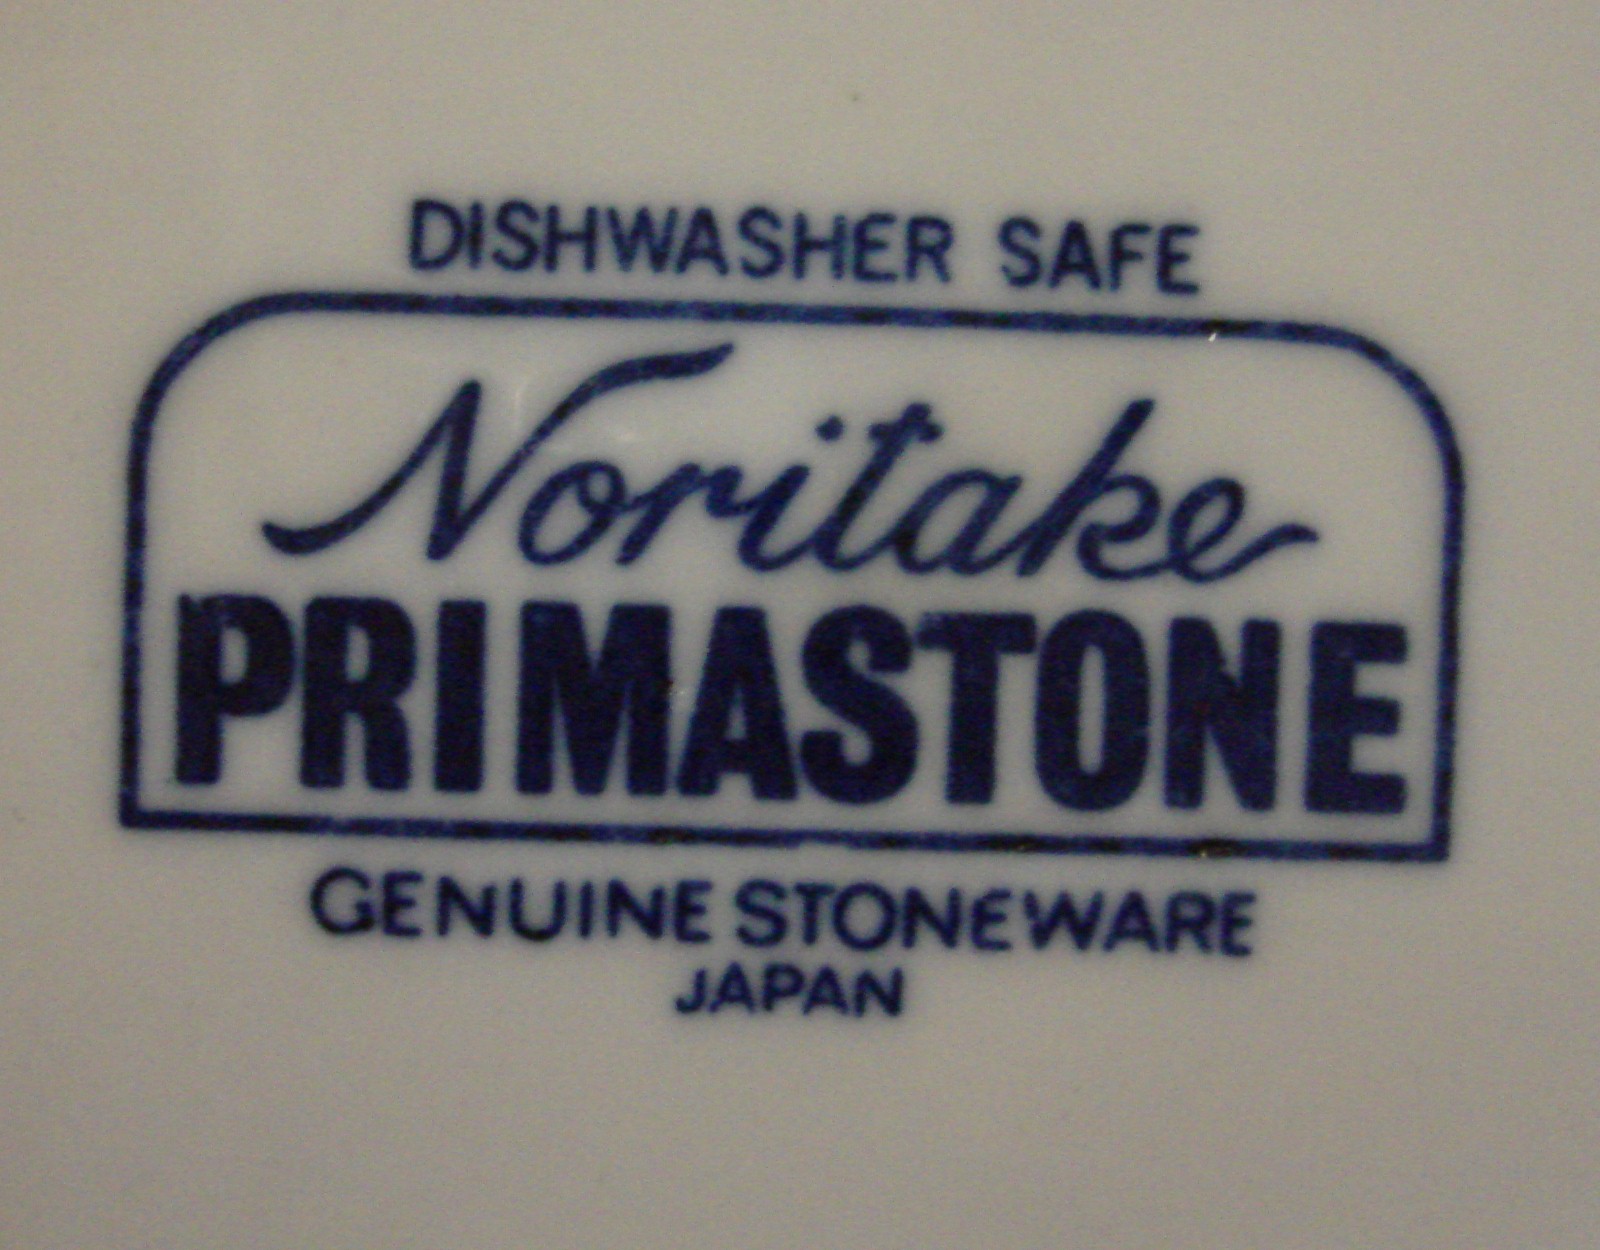 DISHWASHER SAFE
Noritake
PRIMASTONE
GENUINE STONEWARE
JAPAN